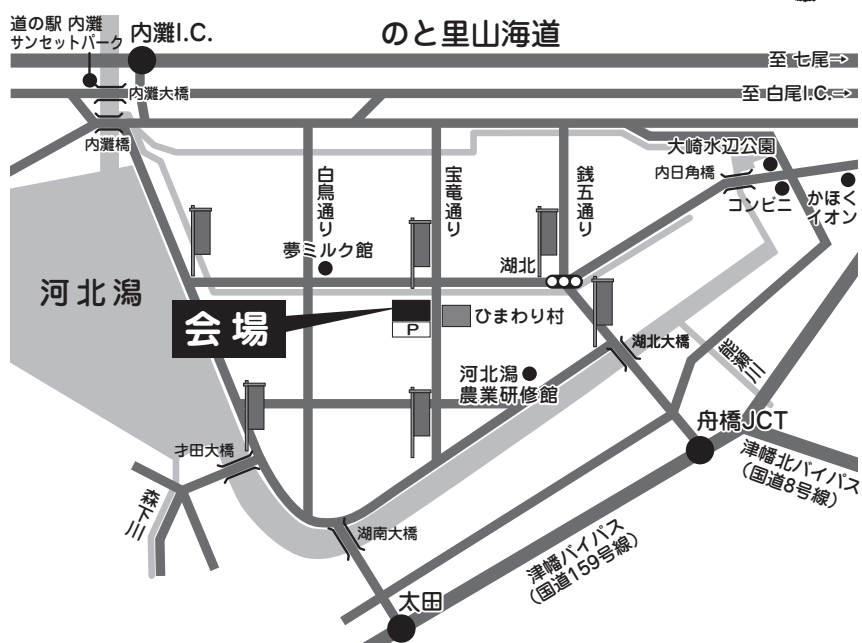 道の駅 内灘
サンセットパーク
内灘I.C.
のと里山海道
至 七尾→
内灘大橋
至 白尾I.C.→
内灘橋
大崎水辺公園
内日角橋
コンビニ
かほく
イオン
白鳥通り
宝竜通り
銭五通り
夢ミルク館
湖北
河北潟
会場
P
ひまわり村
湖北大橋
能瀬川
河北潟
農業研修館
舟橋JCT
才田大橋
津幡北バイパス
(国道8号線)
森下川
湖南大橋
津幡バイパス
(国道159号線)
太田